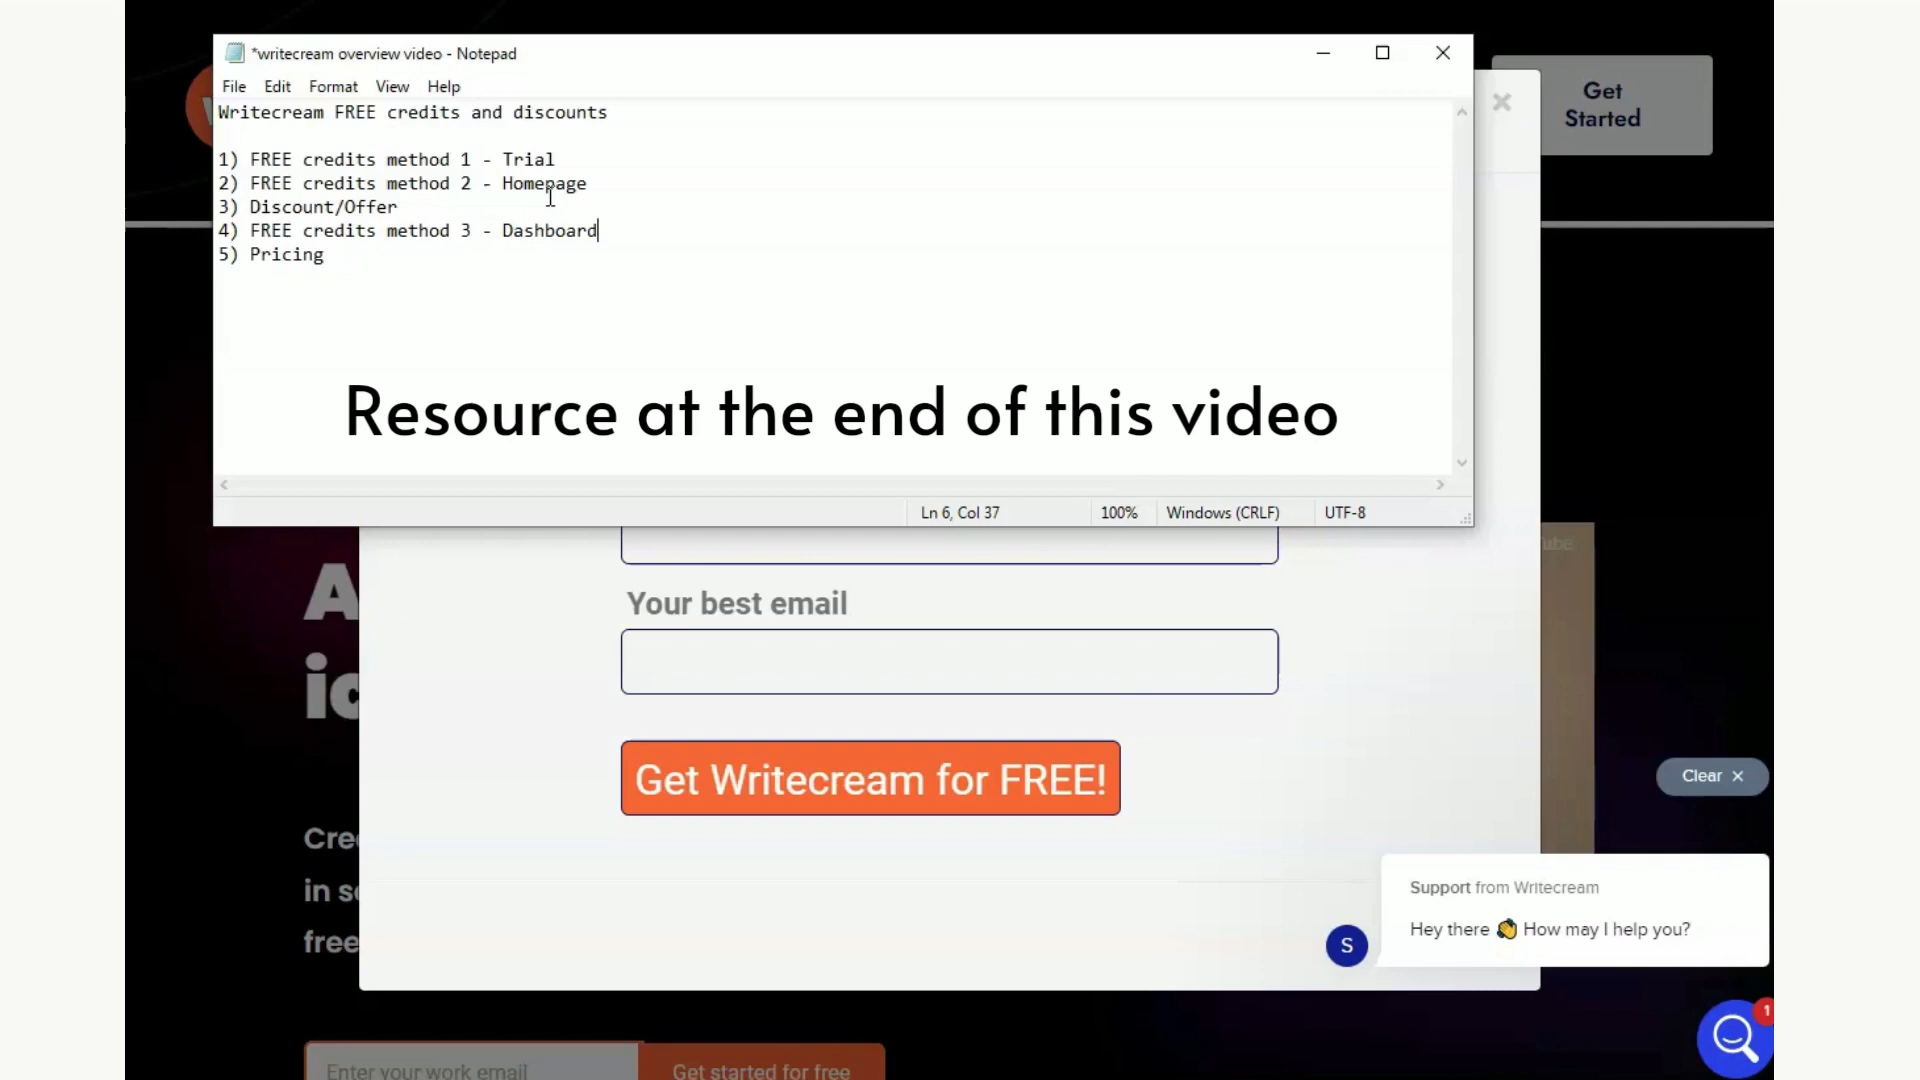 *writecream overview video - Notepad
File Edit Format View Help
Writecream FREE credits and discounts
1) FREE credits method 1 - Trial
2) FREE credits method 2 - Homepage
3) Discount/Offer
4) FREE credits method 3 - Dashboard
5) Pricing
Resource at the end of this video
Ln 6, Col 37 100% Windows (CRLF) UTF-8
Get
Started
Your best email
Get Writecream for FREE!
Clear ×
Support from Writecream
Hey there 👋 How may I help you?
S
1
A
in
free
Enter your work email
Get started for free